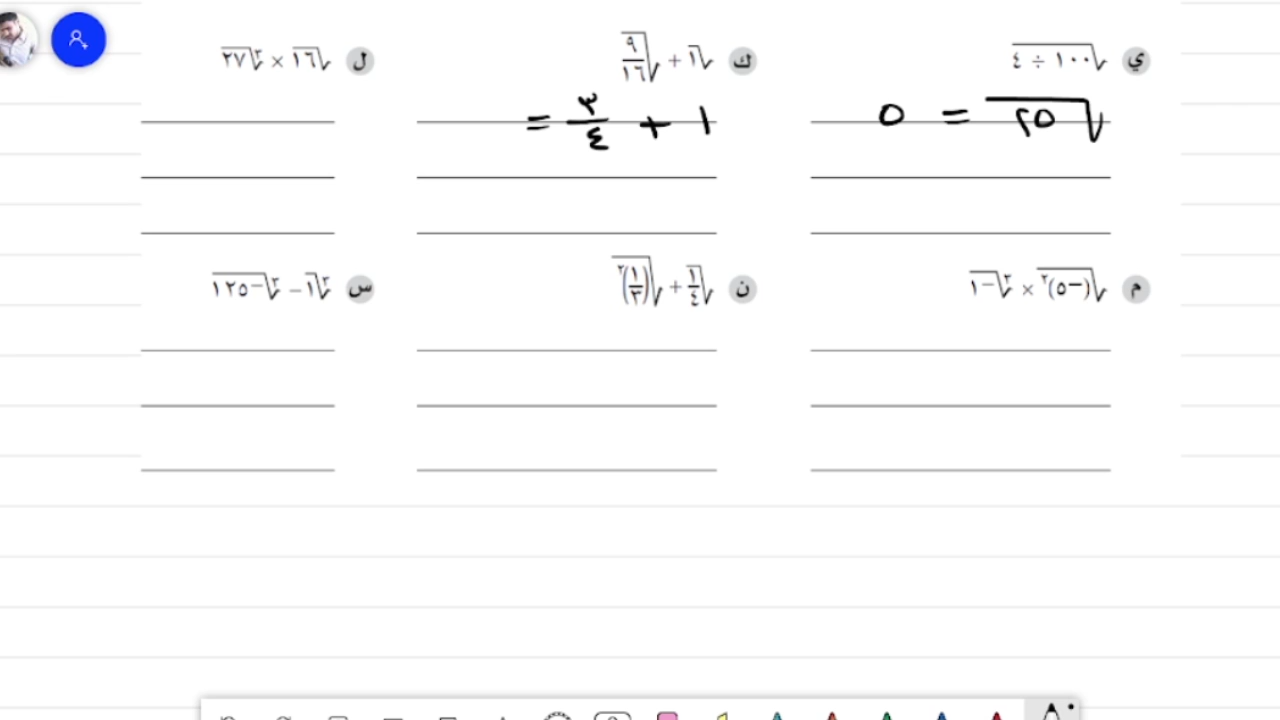 ي √١٠٠ ÷ ٤ ك √١ + √(٩/١٦) ل √١٦ × ∛٢٧
√٢٥ = ٥ ١ + ٣/٤ =
م √(−٥)² × ∛−١ ن √(١/٤) + √(١/٣)² س ∛١ − ∛−١٢٥